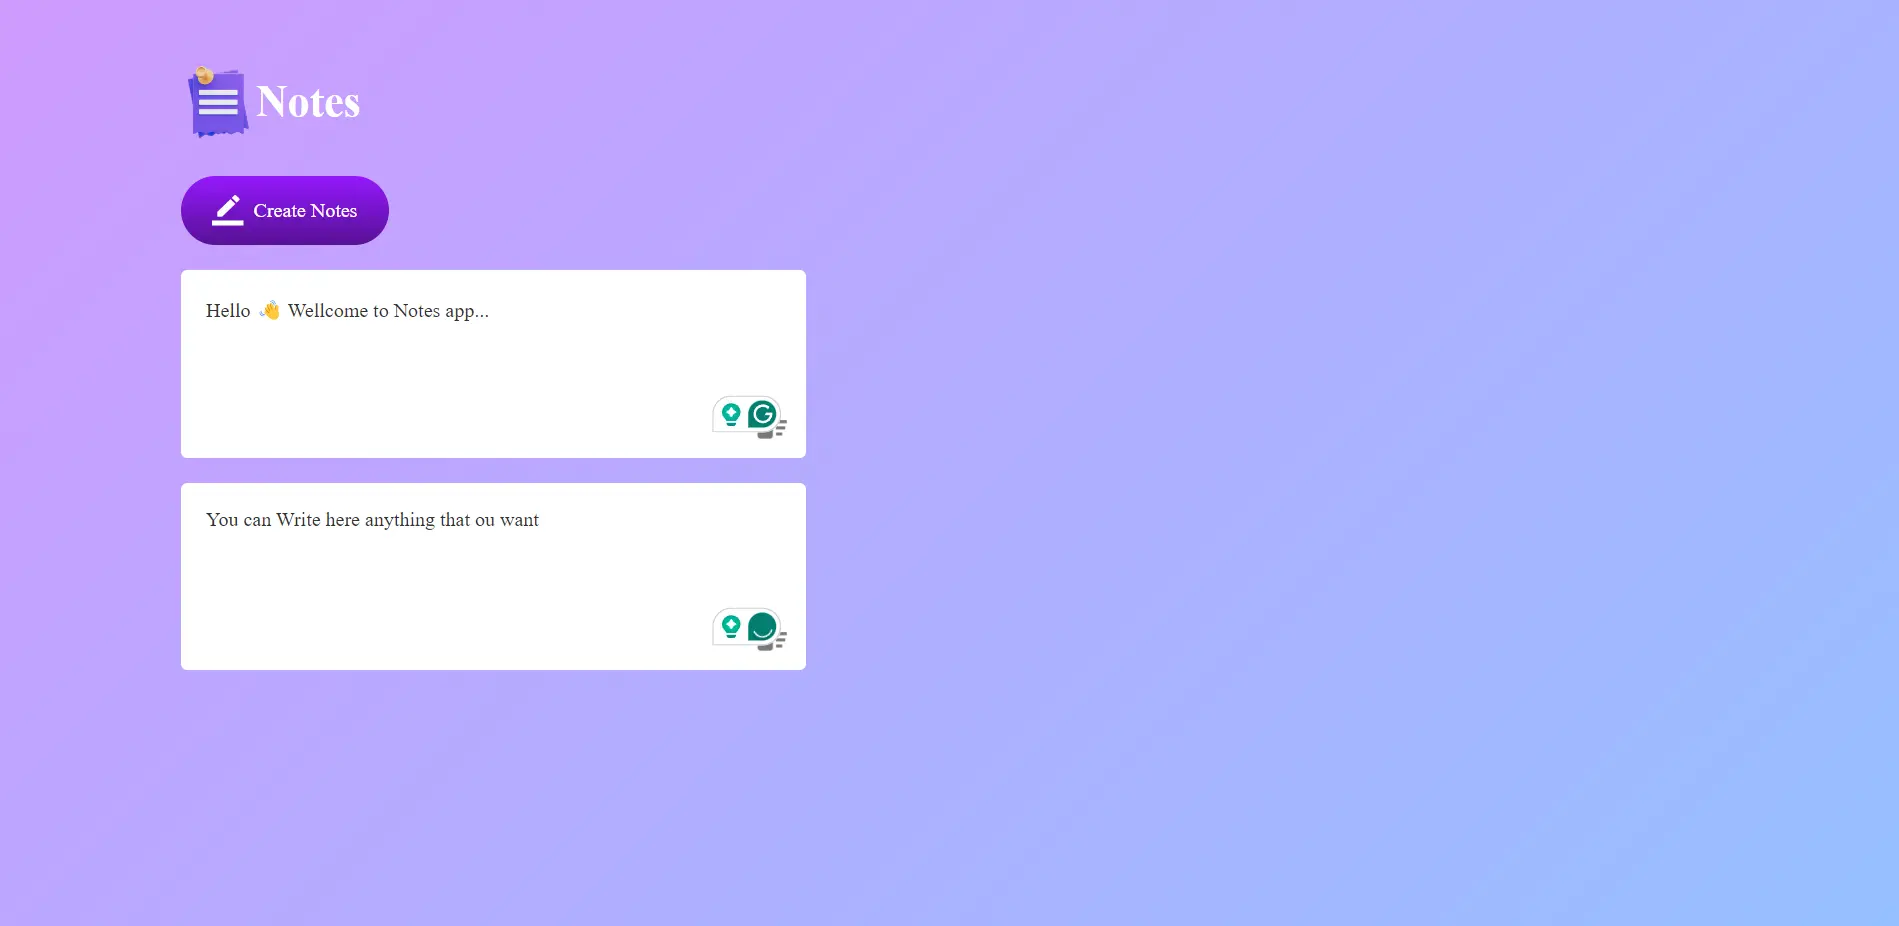 Notes
Create Notes
Hello 👋 Wellcome to Notes app...
You can Write here anything that ou want